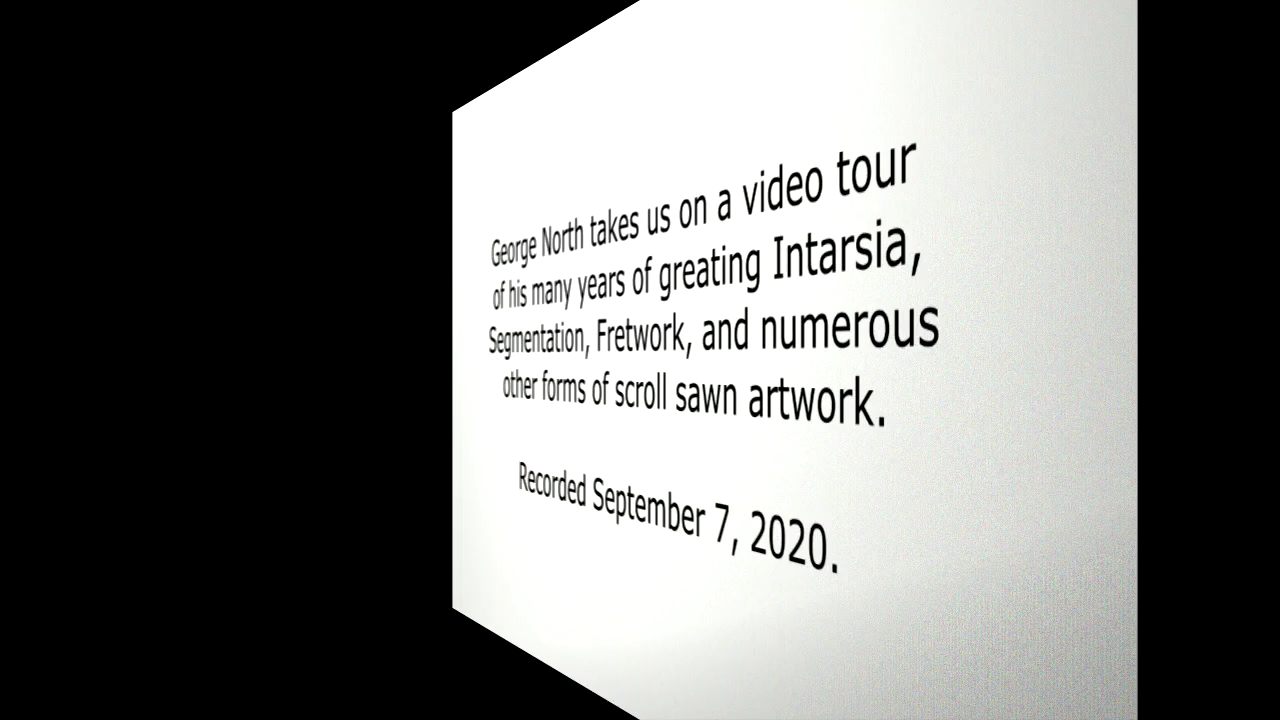 George North takes us on a video tour
of his many years of greating Intarsia,
Segmentation, Fretwork, and numerous
other forms of scroll sawn artwork.
Recorded September 7, 2020.